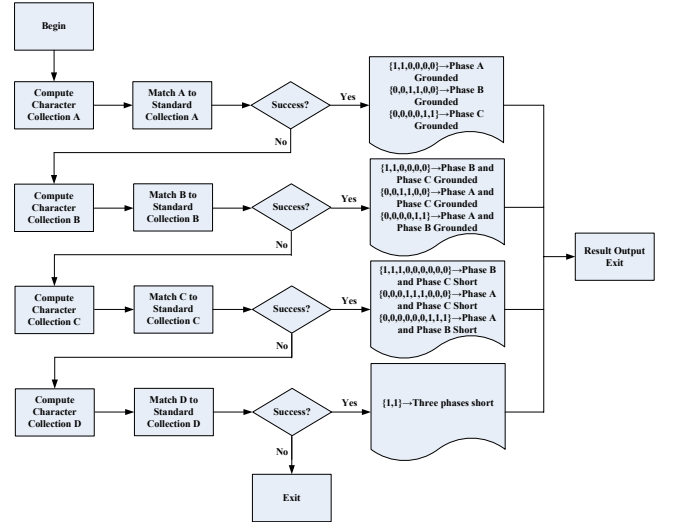 Begin
Compute
Character
Collection A
Match A to
Standard
Collection A
Success?
Yes
No
{1,1,0,0,0,0}→Phase A
Grounded
{0,0,1,1,0,0}→Phase B
Grounded
{0,0,0,0,1,1}→Phase C
Grounded
Compute
Character
Collection B
Match B to
Standard
Collection B
Success?
Yes
No
{1,1,0,0,0,0}→Phase B and
Phase C Grounded
{0,0,1,1,0,0}→Phase A and
Phase C Grounded
{0,0,0,0,1,1}→Phase A and
Phase B Grounded
Result Output
Exit
Compute
Character
Collection C
Match C to
Standard
Collection C
Success?
Yes
No
{1,1,1,0,0,0,0,0,0}→Phase B
and Phase C Short
{0,0,0,1,1,1,0,0,0}→Phase A
and Phase C Short
{0,0,0,0,0,0,1,1,1}→Phase A
and Phase B Short
Compute
Character
Collection D
Match D to
Standard
Collection D
Success?
Yes
No
{1,1}→Three phases short
Exit